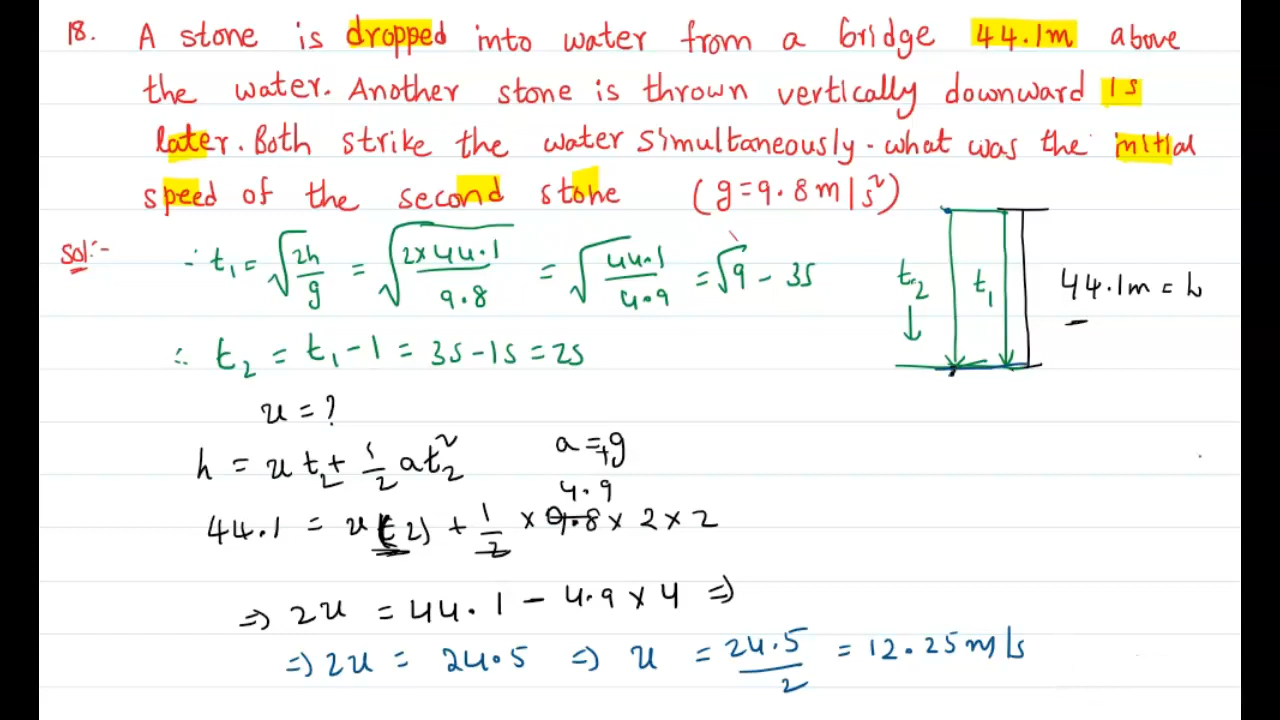 18. A stone is dropped into water from a bridge 44.1m above
the water. Another stone is thrown vertically downward 1s
later. Both strike the water simultaneously. what was the initial
speed of the second stone (g=9.8m/s²)
Sol:- ∵ t₁ = √(2h/g) = √(2×44.1/9.8) = √(44.1/4.9) = √9 - 3s
t₂ ↓ t₁ 44.1m = h
∴ t₂ = t₁ - 1 = 3s - 1s = 2s
u = ?
h = u t₂ + 1/2 at₂² a = +g
4.9
44.1 = u(2) + 1/2 × 9.8 × 2 × 2
⇒ 2u = 44.1 - 4.9 × 4 ⇒
⇒ 2u = 24.5 ⇒ u = 24.5/2 = 12.25 m/s